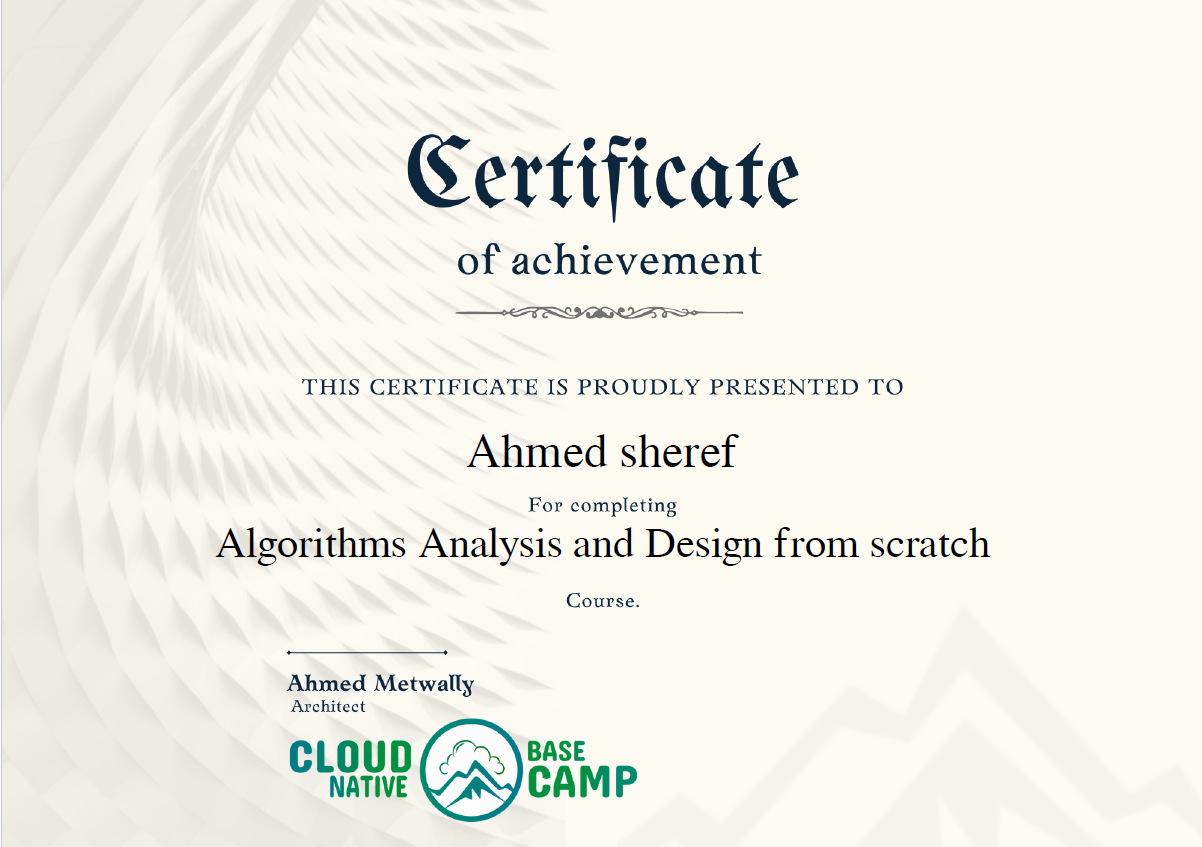 Certificate
of achievement
THIS CERTIFICATE IS PROUDLY PRESENTED TO
Ahmed sheref
For completing
Algorithms Analysis and Design from scratch
Course.
Ahmed Metwally
Architect
CLOUD NATIVE BASE CAMP